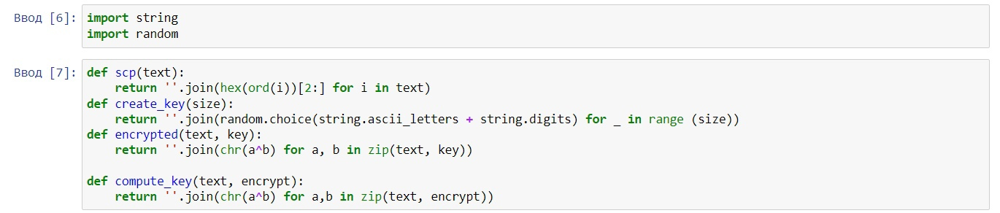 Ввод [6]: import string
import random
Ввод [7]: def scp(text):
    return ''.join(hex(ord(i))[2:] for i in text)
def create_key(size):
    return ''.join(random.choice(string.ascii_letters + string.digits) for _ in range (size))
def encrypted(text, key):
    return ''.join(chr(a^b) for a, b in zip(text, key))
def compute_key(text, encrypt):
    return ''.join(chr(a^b) for a,b in zip(text, encrypt))